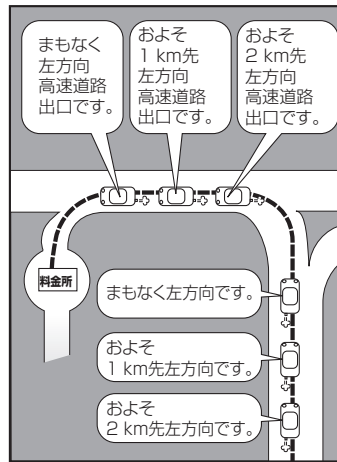 まもなく
左方向
高速道路
出口です。
およそ
1 km先
左方向
高速道路
出口です。
およそ
2 km先
左方向
高速道路
出口です。
料金所
まもなく左方向です。
およそ
1 km先左方向です。
およそ
2 km先左方向です。